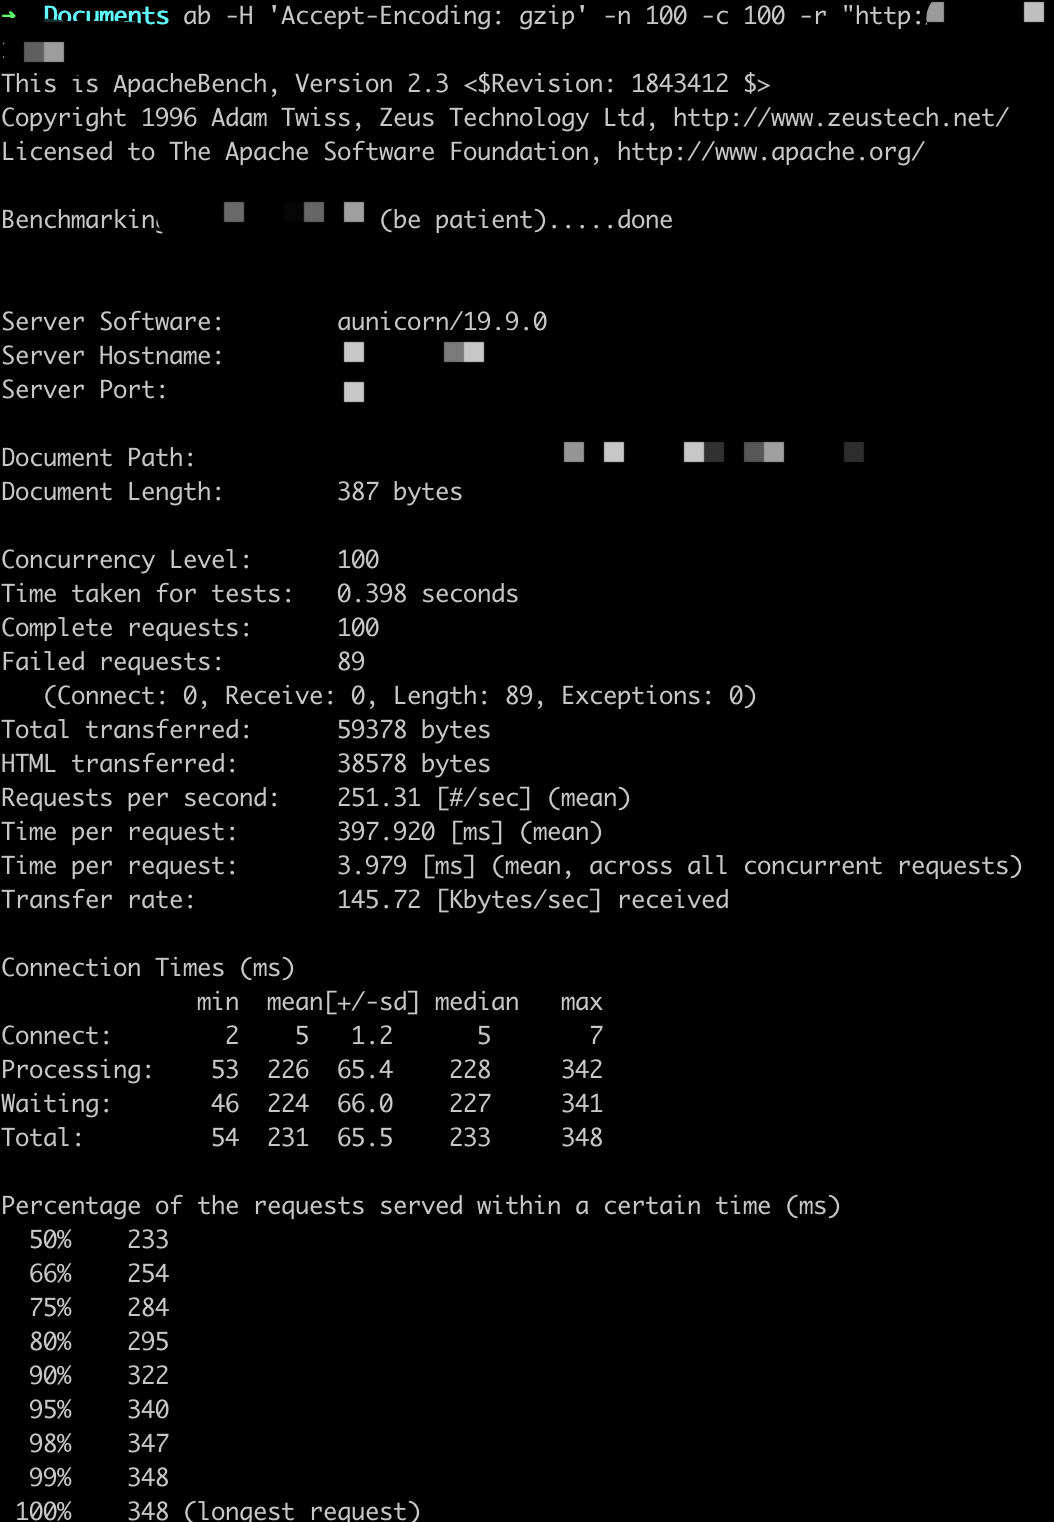 → Documents ab -H 'Accept-Encoding: gzip' -n 100 -c 100 -r "http:
This is ApacheBench, Version 2.3 <$Revision: 1843412 $>
Copyright 1996 Adam Twiss, Zeus Technology Ltd, http://www.zeustech.net/
Licensed to The Apache Software Foundation, http://www.apache.org/
Benchmarking (be patient).....done
Server Software: aunicorn/19.9.0
Server Hostname:
Server Port:
Document Path:
Document Length: 387 bytes
Concurrency Level: 100
Time taken for tests: 0.398 seconds
Complete requests: 100
Failed requests: 89
(Connect: 0, Receive: 0, Length: 89, Exceptions: 0)
Total transferred: 59378 bytes
HTML transferred: 38578 bytes
Requests per second: 251.31 [#/sec] (mean)
Time per request: 397.920 [ms] (mean)
Time per request: 3.979 [ms] (mean, across all concurrent requests)
Transfer rate: 145.72 [Kbytes/sec] received
Connection Times (ms)
min mean[+/-sd] median max
Connect: 2 5 1.2 5 7
Processing: 53 226 65.4 228 342
Waiting: 46 224 66.0 227 341
Total: 54 231 65.5 233 348
Percentage of the requests served within a certain time (ms)
50% 233
66% 254
75% 284
80% 295
90% 322
95% 340
98% 347
99% 348
100% 348 (longest request)